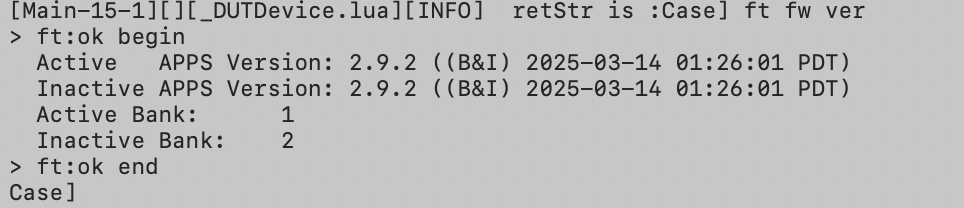 [Main-15-1][][_DUTDevice.lua][INFO]  retStr is :Case] ft fw ver
> ft:ok begin
  Active   APPS Version: 2.9.2 ((B&I) 2025-03-14 01:26:01 PDT)
  Inactive APPS Version: 2.9.2 ((B&I) 2025-03-14 01:26:01 PDT)
  Active Bank:      1
  Inactive Bank:    2
> ft:ok end
Case]